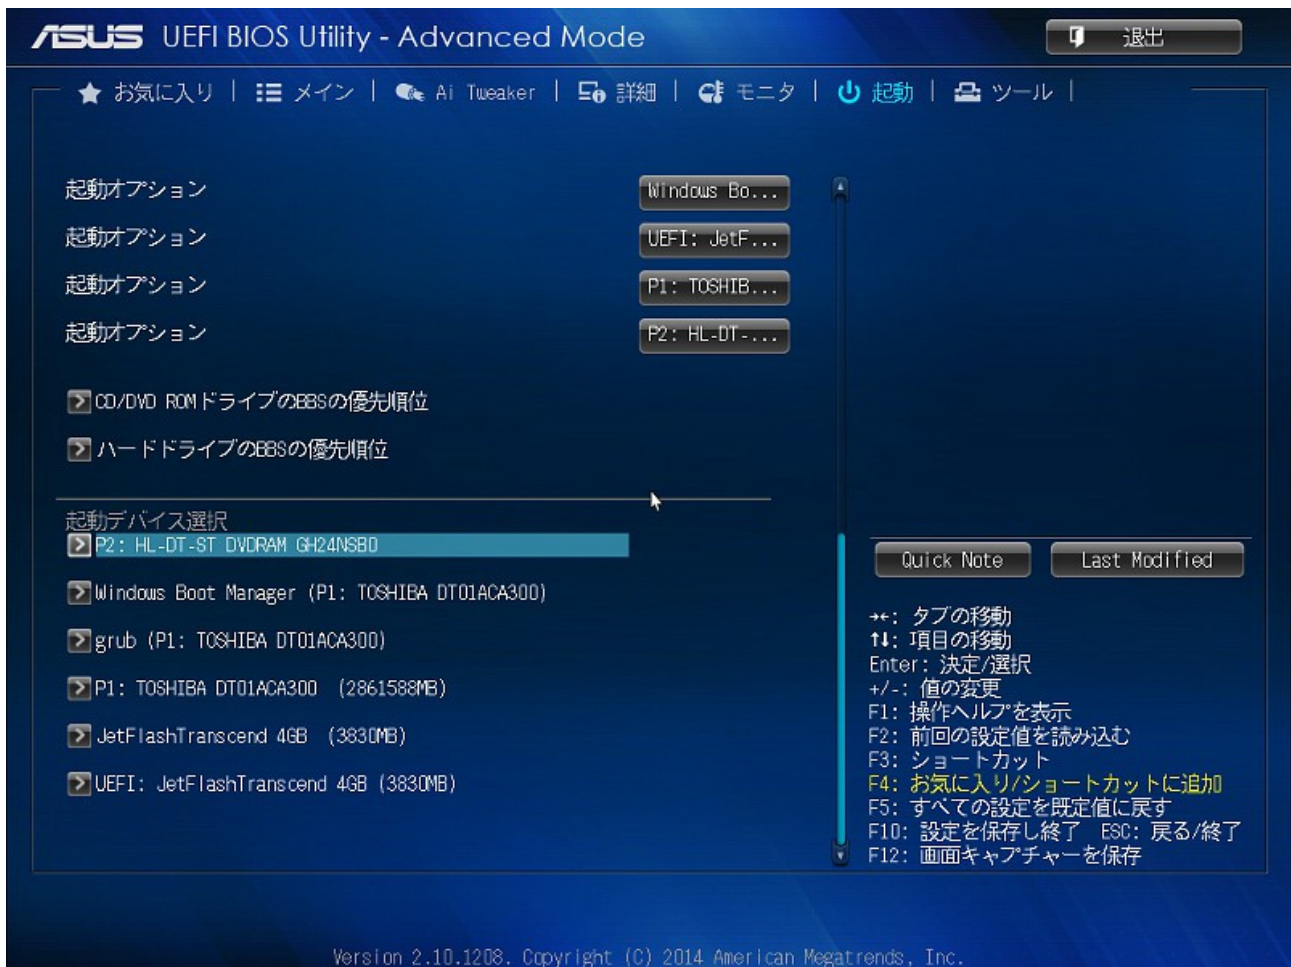 ASUS UEFI BIOS Utility - Advanced Mode
退出
お気に入り メイン Ai Tweaker 詳細 モニタ 起動 ツール
起動オプション Windows Bo...
起動オプション UEFI: JetF...
起動オプション P1: TOSHIB...
起動オプション P2: HL-DT-...
CD/DVD ROMドライブのBBSの優先順位
ハードドライブのBBSの優先順位
起動デバイス選択
P2: HL-DT-ST DVDRAM GH24NSB0
Windows Boot Manager (P1: TOSHIBA DT01ACA300)
grub (P1: TOSHIBA DT01ACA300)
P1: TOSHIBA DT01ACA300 (2861588MB)
JetFlashTranscend 4GB (3830MB)
UEFI: JetFlashTranscend 4GB (3830MB)
Quick Note Last Modified
→←: タブの移動
↑↓: 項目の移動
Enter: 決定/選択
+/-: 値の変更
F1: 操作ヘルプを表示
F2: 前回の設定値を読み込む
F3: ショートカット
F4: お気に入り/ショートカットに追加
F5: すべての設定を既定値に戻す
F10: 設定を保存し終了 ESC: 戻る/終了
F12: 画面キャプチャーを保存
Version 2.10.1208. Copyright (C) 2014 American Megatrends, Inc.